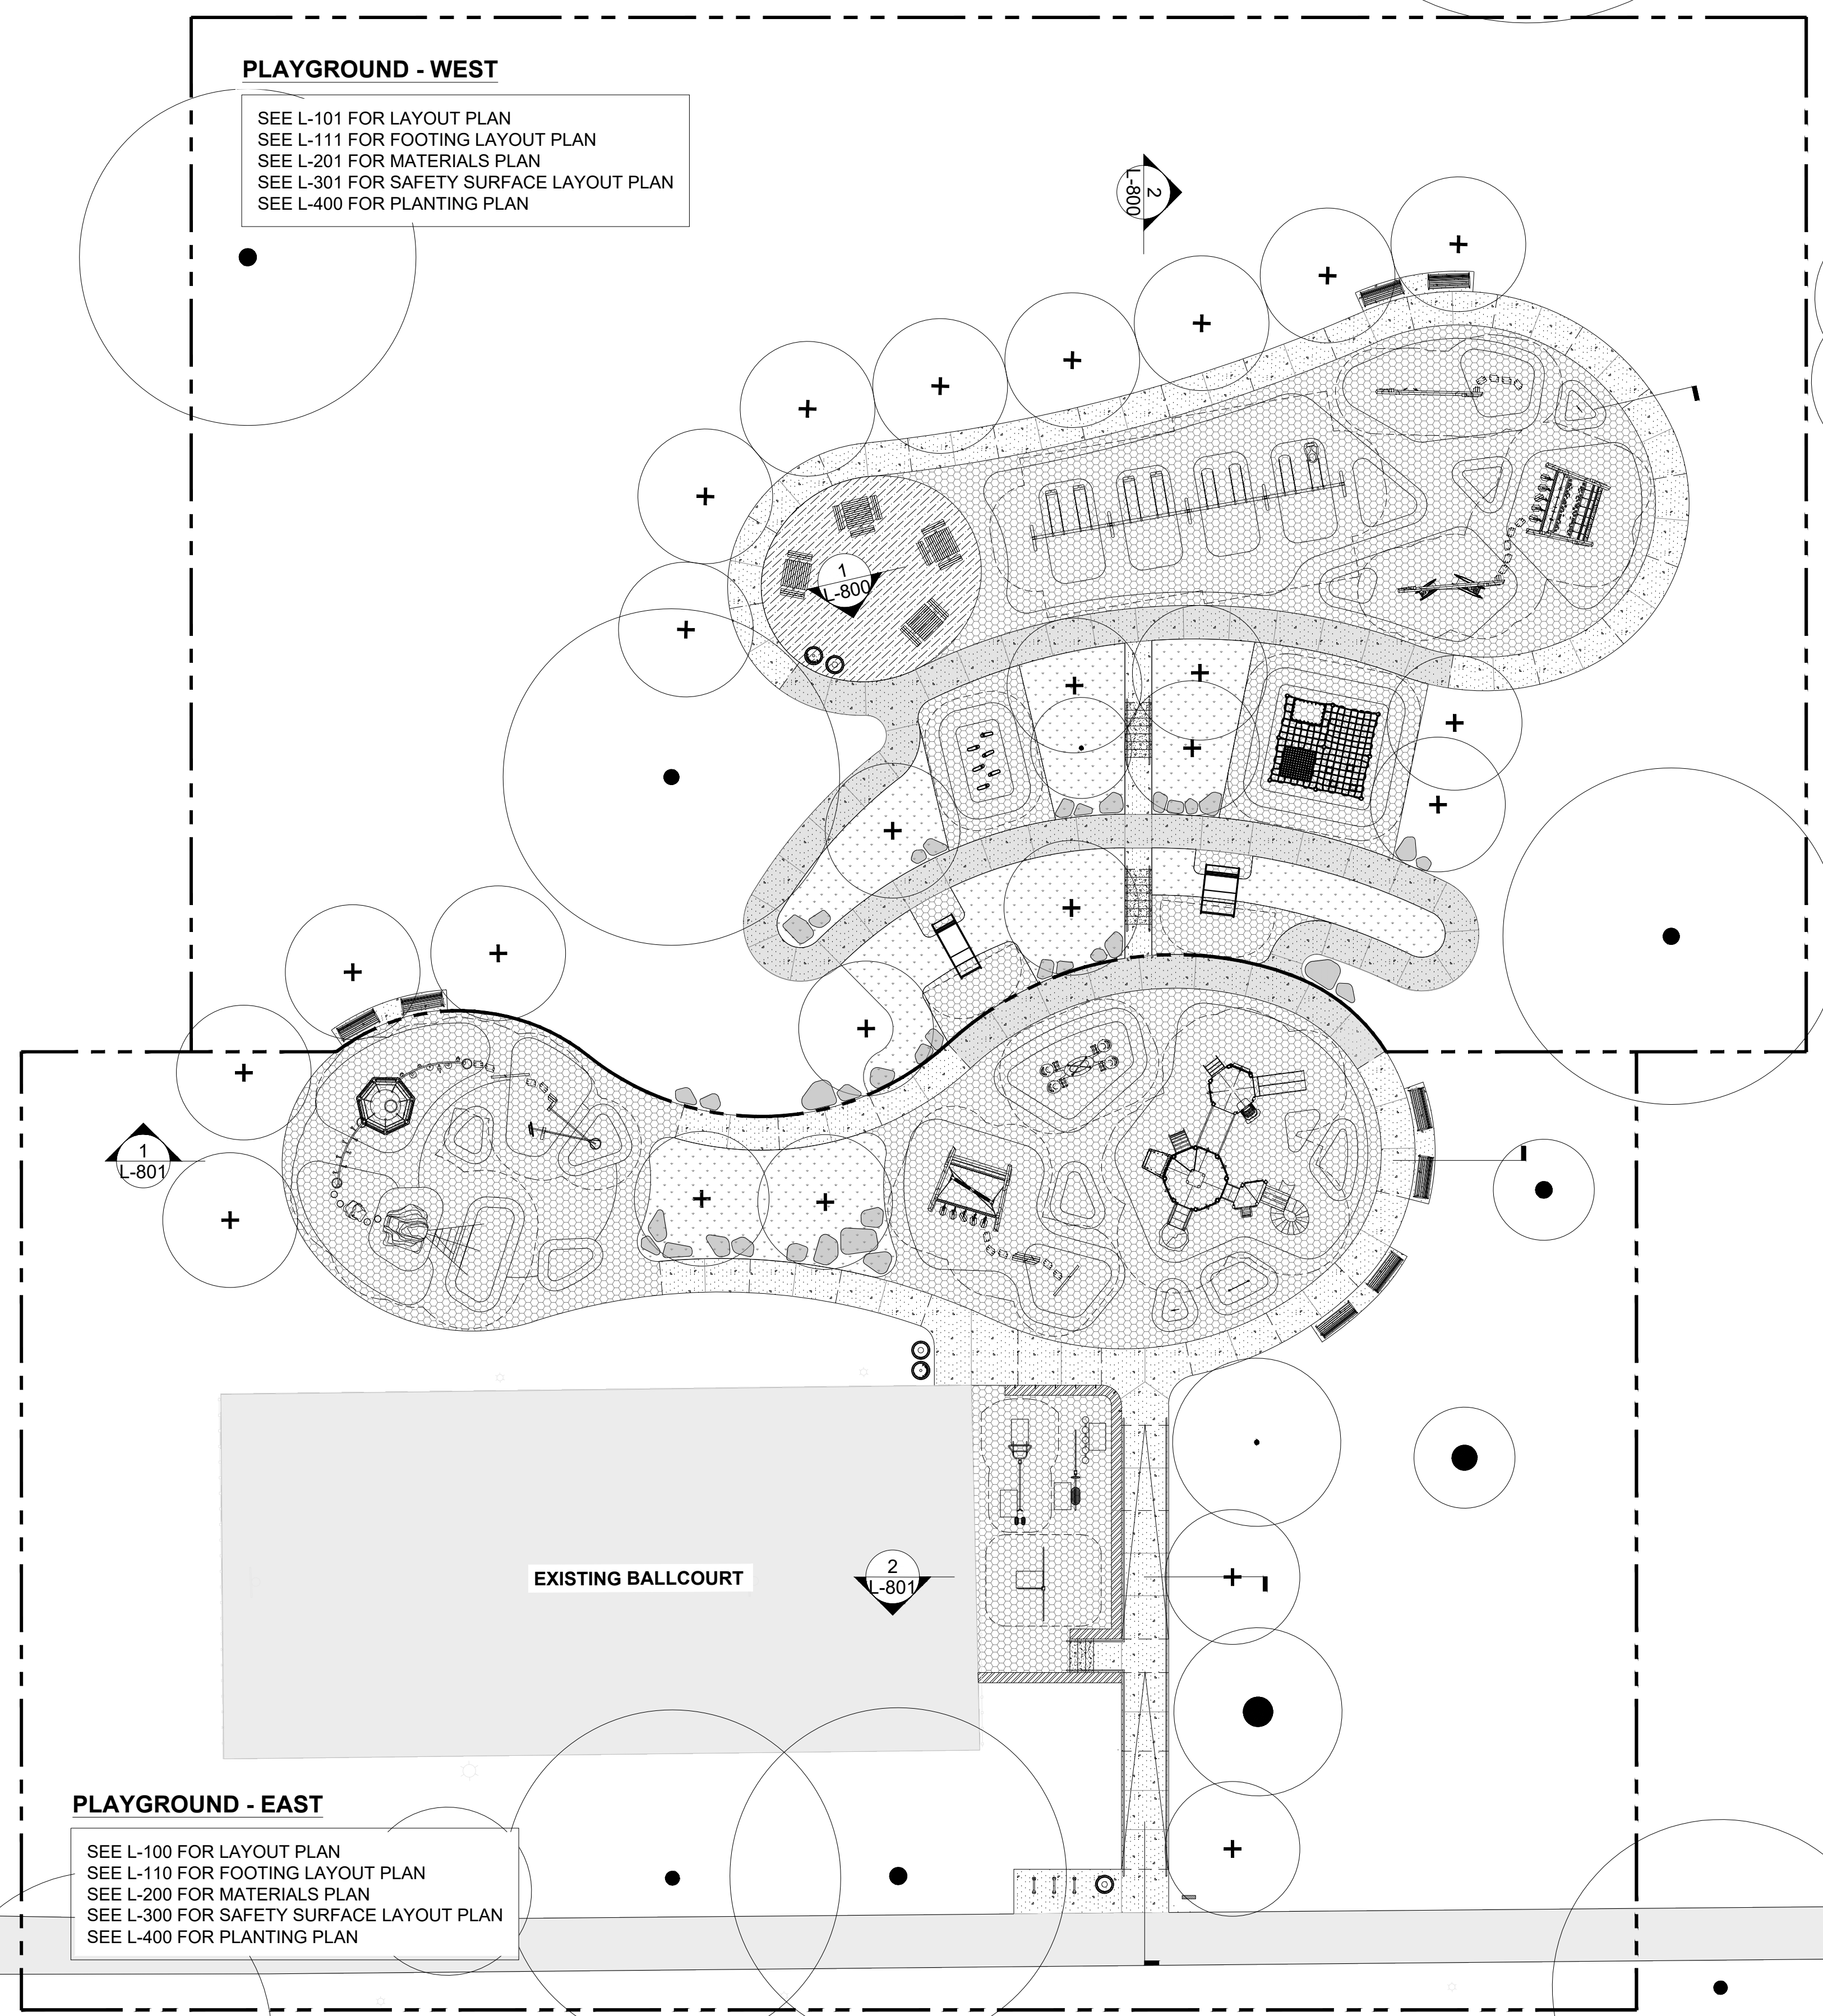 PLAYGROUND - WEST
SEE L-101 FOR LAYOUT PLAN
SEE L-111 FOR FOOTING LAYOUT PLAN
SEE L-201 FOR MATERIALS PLAN
SEE L-301 FOR SAFETY SURFACE LAYOUT PLAN
SEE L-400 FOR PLANTING PLAN
2
L-800
1
L-800
1
L-801
EXISTING BALLCOURT
2
L-801
PLAYGROUND - EAST
SEE L-100 FOR LAYOUT PLAN
SEE L-110 FOR FOOTING LAYOUT PLAN
SEE L-200 FOR MATERIALS PLAN
SEE L-300 FOR SAFETY SURFACE LAYOUT PLAN
SEE L-400 FOR PLANTING PLAN